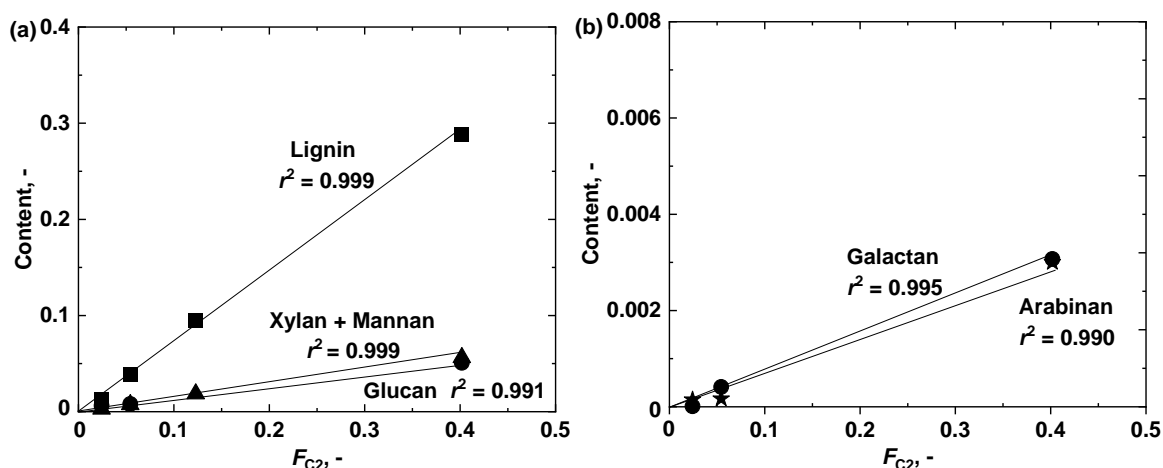 (a)
0.4
0.3
0.2
0.1
0
Content, -
Lignin
r² = 0.999
Xylan + Mannan
r² = 0.999
Glucan r² = 0.991
0 0.1 0.2 0.3 0.4 0.5
F_C2, -
(b)
0.008
0.006
0.004
0.002
0
Content, -
Galactan
r² = 0.995
Arabinan
r² = 0.990
0 0.1 0.2 0.3 0.4 0.5
F_C2, -